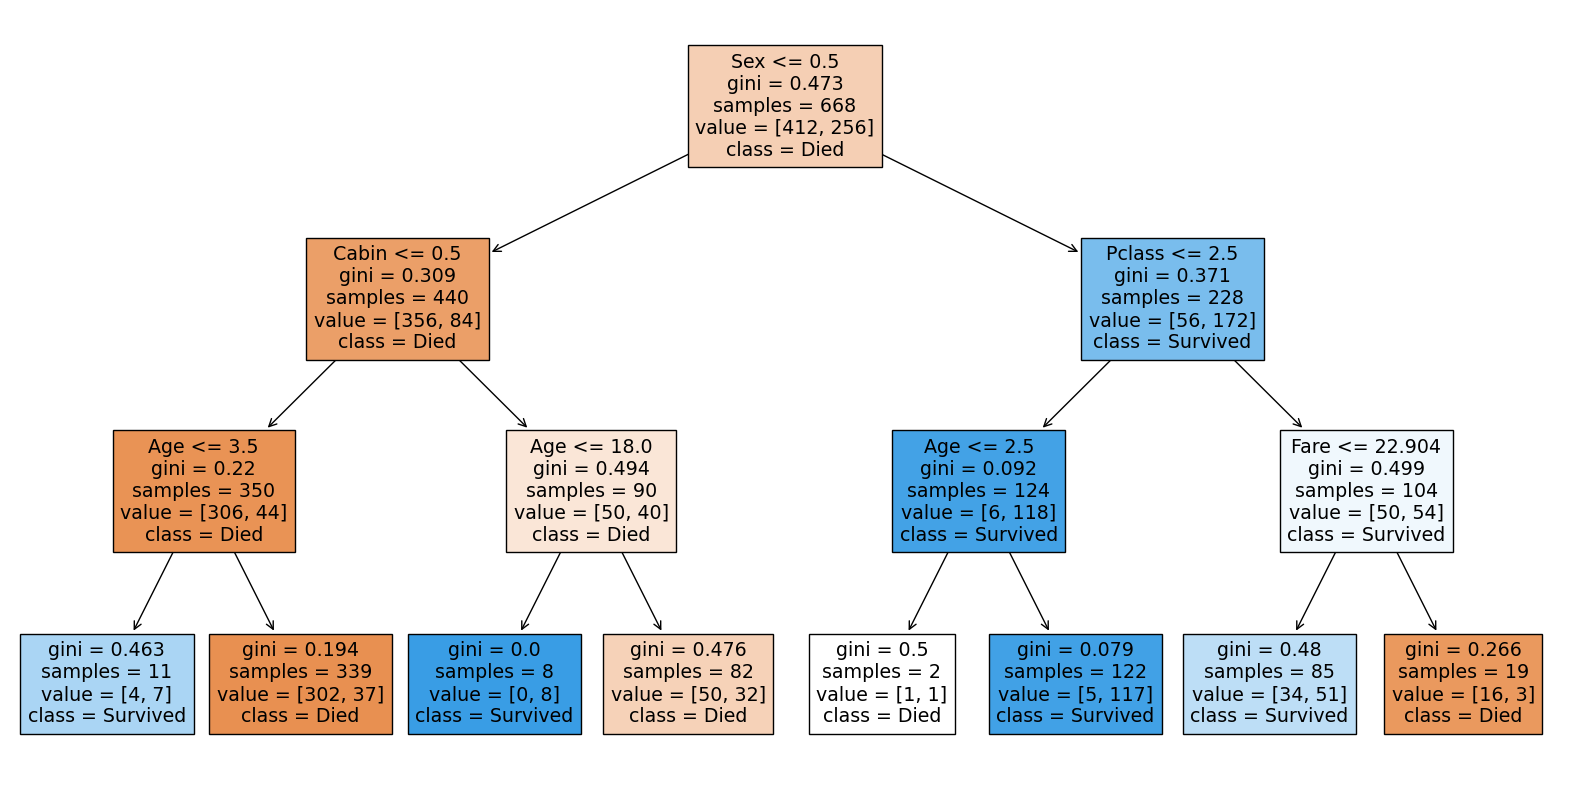 Sex <= 0.5
gini = 0.473
samples = 668
value = [412, 256]
class = Died
Cabin <= 0.5
gini = 0.309
samples = 440
value = [356, 84]
class = Died
Pclass <= 2.5
gini = 0.371
samples = 228
value = [56, 172]
class = Survived
Age <= 3.5
gini = 0.22
samples = 350
value = [306, 44]
class = Died
Age <= 18.0
gini = 0.494
samples = 90
value = [50, 40]
class = Died
Age <= 2.5
gini = 0.092
samples = 124
value = [6, 118]
class = Survived
Fare <= 22.904
gini = 0.499
samples = 104
value = [50, 54]
class = Survived
gini = 0.463
samples = 11
value = [4, 7]
class = Survived
gini = 0.194
samples = 339
value = [302, 37]
class = Died
gini = 0.0
samples = 8
value = [0, 8]
class = Survived
gini = 0.476
samples = 82
value = [50, 32]
class = Died
gini = 0.5
samples = 2
value = [1, 1]
class = Died
gini = 0.079
samples = 122
value = [5, 117]
class = Survived
gini = 0.48
samples = 85
value = [34, 51]
class = Survived
gini = 0.266
samples = 19
value = [16, 3]
class = Died